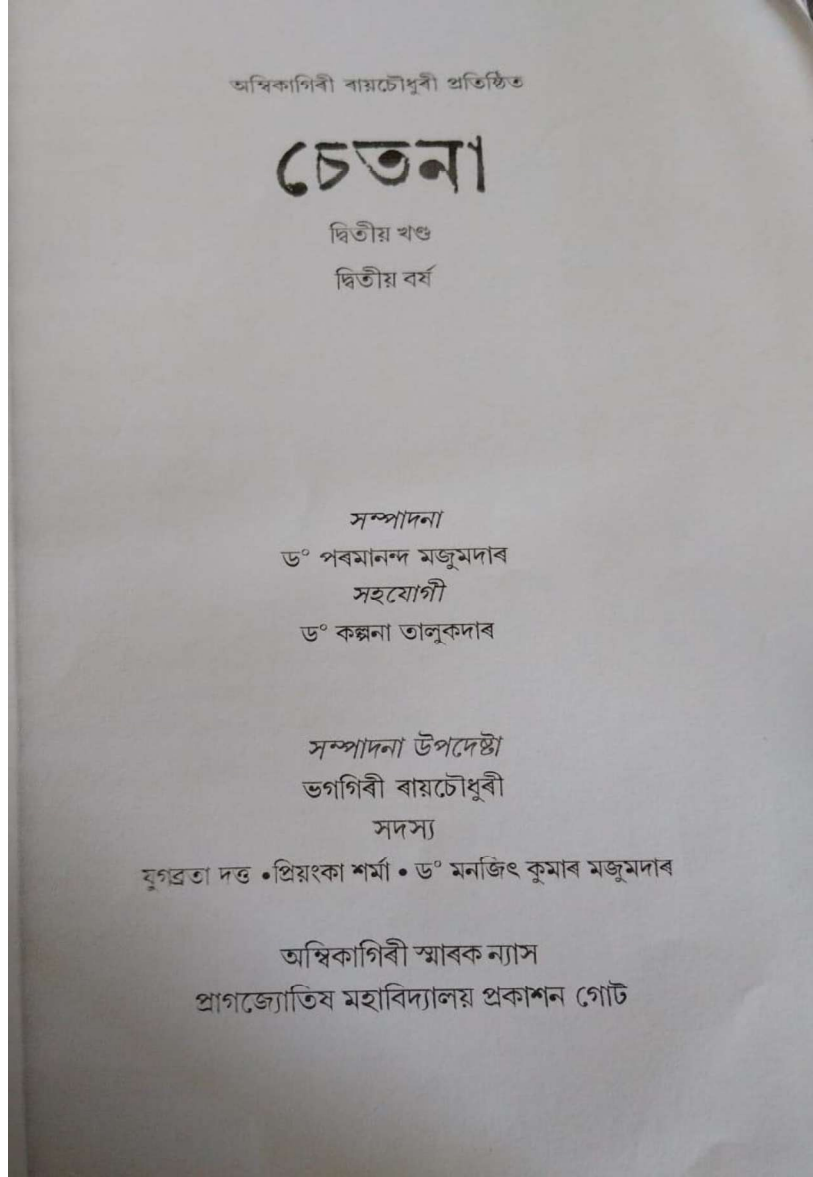 অম্বিকাগিৰী ৰায়চৌধুৰী প্ৰতিষ্ঠিত
চেতনা
দ্বিতীয় খণ্ড
দ্বিতীয় বৰ্ষ
সম্পাদনা
ড° পৰমানন্দ মজুমদাৰ
সহযোগী
ড° কল্পনা তালুকদাৰ
সম্পাদনা উপদেষ্টা
ভগগিৰী ৰায়চৌধুৰী
সদস্য
যুগব্ৰতা দত্ত • প্ৰিয়ংকা শৰ্মা • ড° মনজিৎ কুমাৰ মজুমদাৰ
অম্বিকাগিৰী স্মাৰক ন্যাস
প্ৰাগজ্যোতিষ মহাবিদ্যালয় প্ৰকাশন গোট